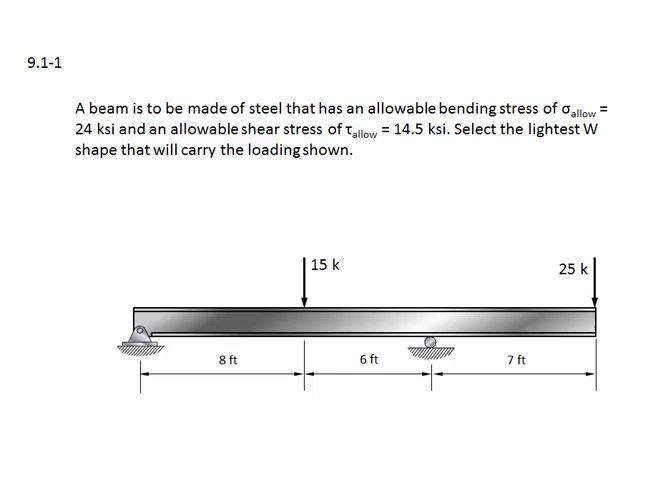 9.1-1
A beam is to be made of steel that has an allowable bending stress of σallow =
24 ksi and an allowable shear stress of τallow = 14.5 ksi. Select the lightest W
shape that will carry the loading shown.
15 k
25 k
8 ft
6 ft
7 ft